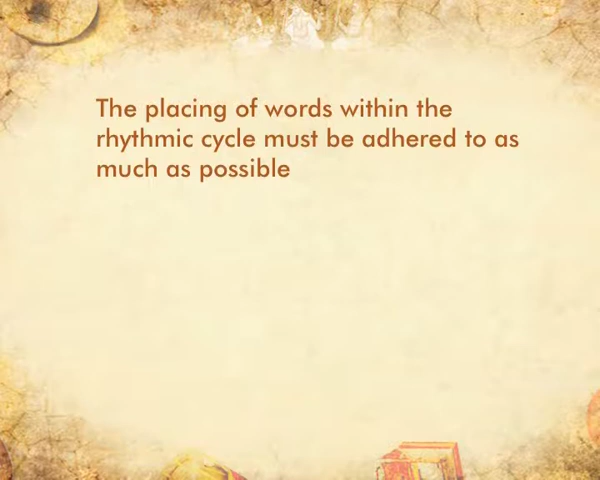 The placing of words within the
rhythmic cycle must be adhered to as
much as possible